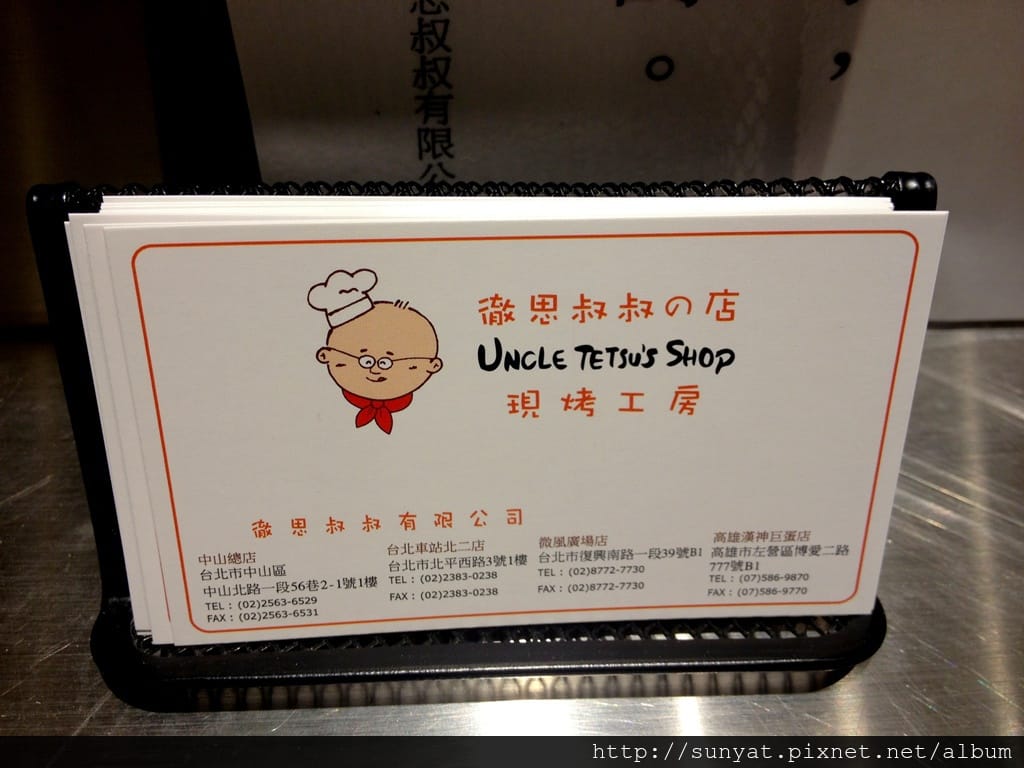 叔叔有限公
。
，
徹思叔叔の店
UNCLE TETSU'S SHOP
現烤工房
徹思叔叔有限公司
中山總店
台北市中山區
中山北路一段56巷2-1號1樓
TEL : (02)2563-6529
FAX : (02)2563-6531
台北車站北二店
台北市北平西路3號1樓
TEL : (02)2383-0238
FAX : (02)2383-0238
微風廣場店
台北市復興南路一段39號B1
TEL : (02)8772-7730
FAX : (02)8772-7730
高雄漢神巨蛋店
高雄市左營區博愛二路
777號B1
TEL : (07)586-9870
FAX : (07)586-9770
http://sunyat.pixnet.net/album